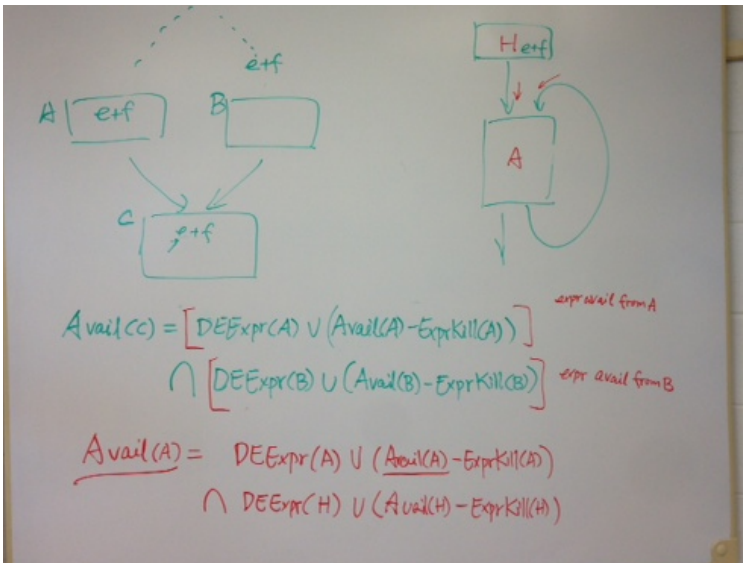 e+f
A e+f B
C e+f
H e+f
A
Avail(C) = [DEExpr(A) ∪ (Avail(A) - ExprKill(A))] expr avail from A
∩ [DEExpr(B) ∪ (Avail(B) - ExprKill(B))] expr avail from B
Avail(A) = DEExpr(A) ∪ (Avail(A) - ExprKill(A))
∩ DEExpr(H) ∪ (Avail(H) - ExprKill(H))